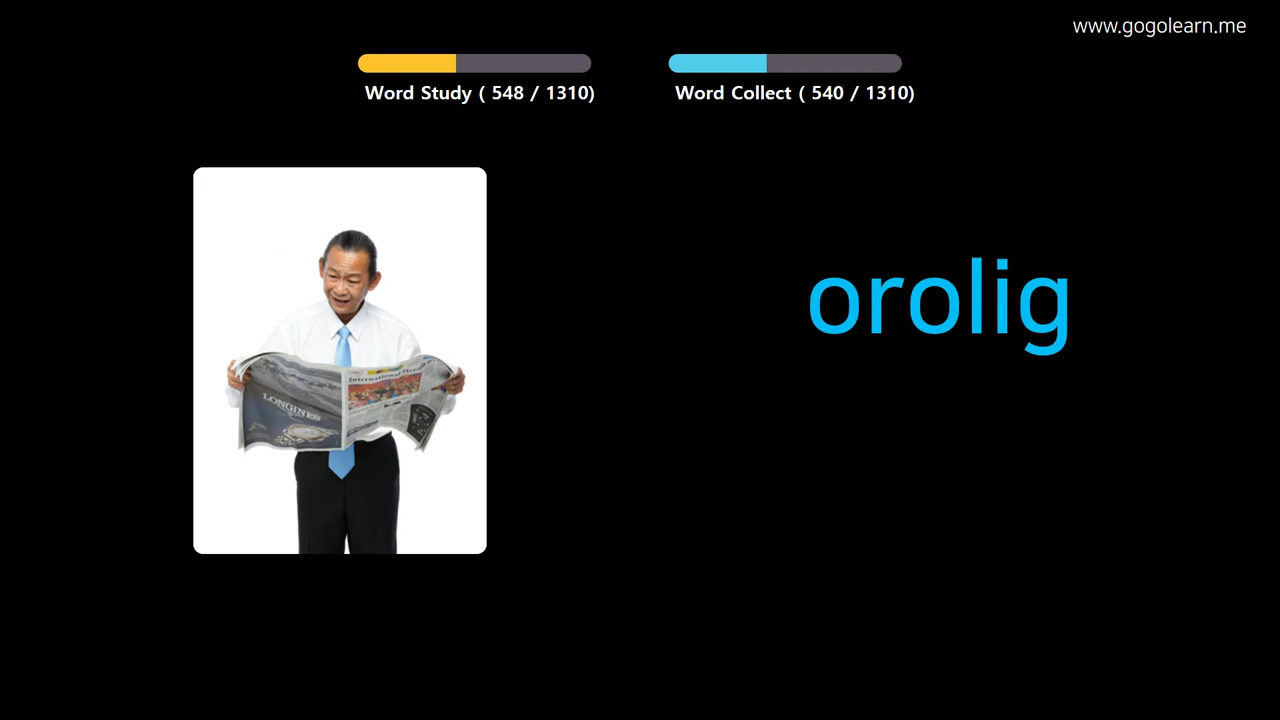 www.gogolearn.me
Word Study ( 548 / 1310)
Word Collect ( 540 / 1310)
orolig
International Herald
LONGINES